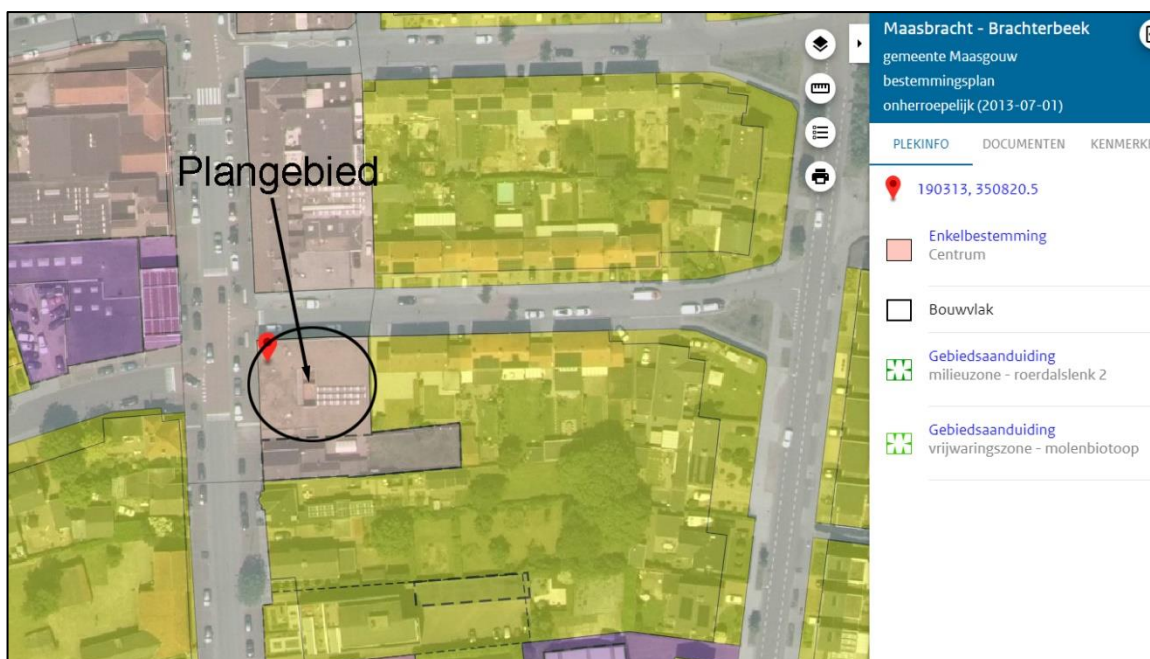 Plangebied
Maasbracht - Brachterbeek
gemeente Maasgouw
bestemmingsplan
onherroepelijk (2013-07-01)
PLEKINFO DOCUMENTEN KENMERK
190313, 350820.5
Enkelbestemming
Centrum
Bouwvlak
Gebiedsaanduiding
milieuzone - roerdalslenk 2
Gebiedsaanduiding
vrijwaringszone - molenbiotoop